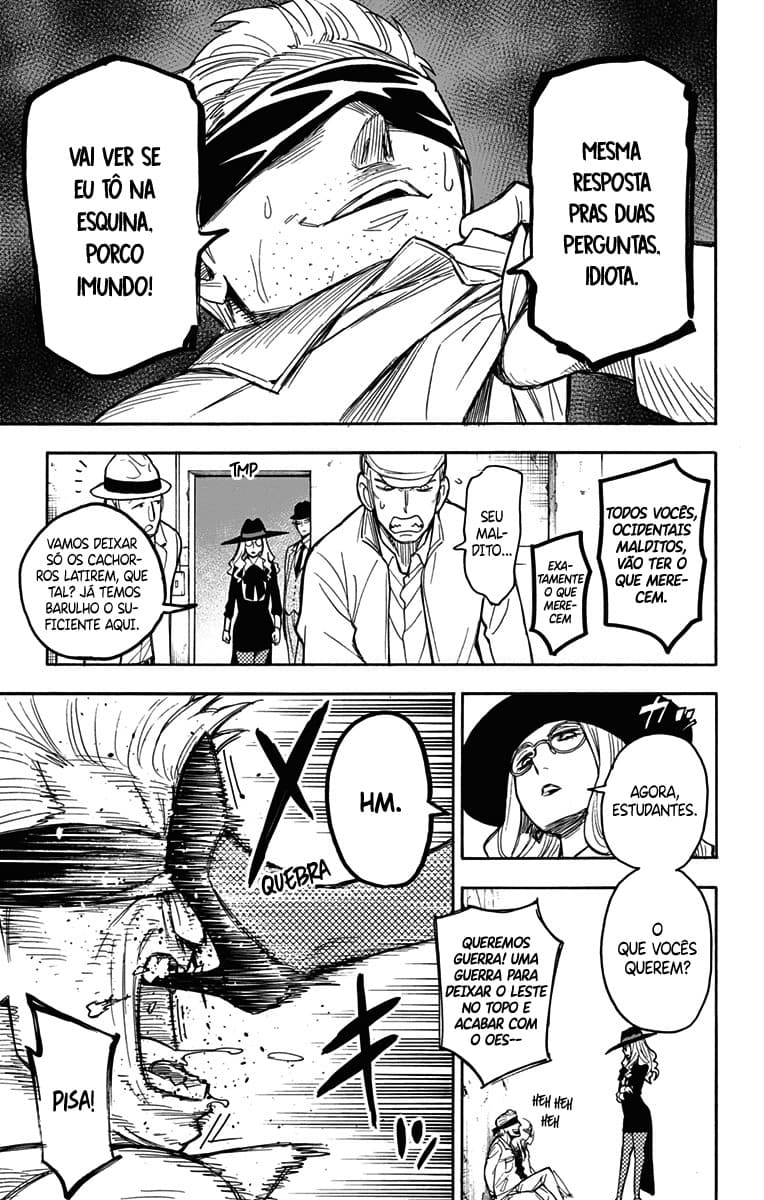 MESMA
RESPOSTA
PRAS DUAS
PERGUNTAS,
IDIOTA.
VAI VER SE
EU TÔ NA
ESQUINA,
PORCO
IMUNDO!
TODOS VOCÊS,
OCIDENTAIS
MALDITOS,
VÃO TER O
QUE MERE-
CEM.
EXA-
TAMENTE
O QUE
MERE-
CEM
SEU
MAL-
DITO...
TMP
VAMOS DEIXAR
SÓ OS CACHOR-
ROS LATIREM, QUE
TAL? JÁ TEMOS
BARULHO O SU-
FICIENTE AQUI.
AGORA,
ESTUDANTES.
O
QUE VOCÊS
QUEREM?
QUEREMOS
GUERRA! UMA
GUERRA PARA
DEIXAR O LESTE
NO TOPO E
ACABAR COM
O OES--
HEH HEH
HEH
HM.
QUEBRA
PISA!